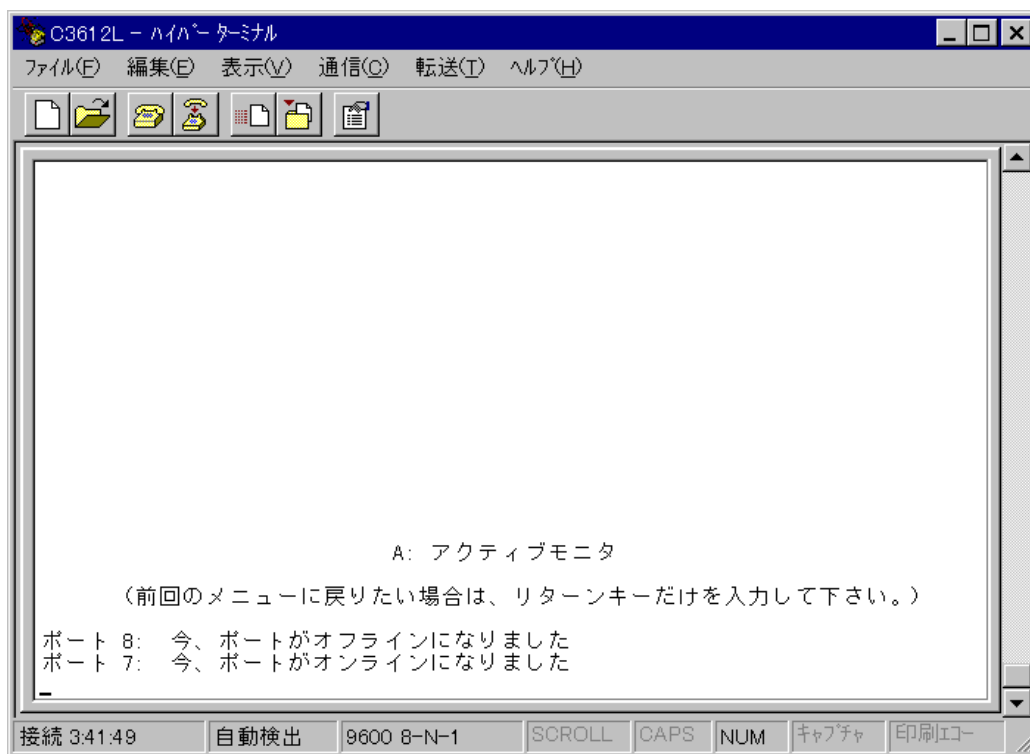 C3612L - ﾊｲﾊﾟｰ ﾀｰﾐﾅﾙ
ﾌｧｲﾙ(F) 編集(E) 表示(V) 通信(C) 転送(T) ﾍﾙﾌﾟ(H)
A: アクティブモニタ
(前回のメニューに戻りたい場合は、リターンキーだけを入力して下さい。)
ポート 8: 今、ポートがオフラインになりました
ポート 7: 今、ポートがオンラインになりました
接続 3:41:49 自動検出 9600 8-N-1 SCROLL CAPS NUM ｷｬﾌﾟﾁｬ 印刷ｴｺｰ